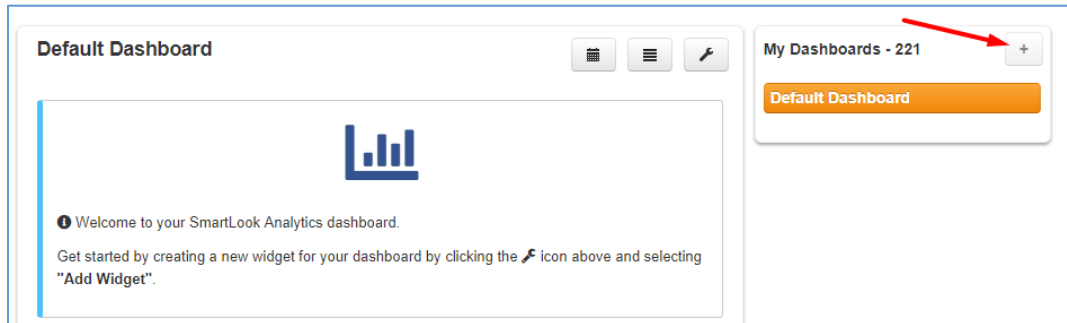 Default Dashboard
My Dashboards - 221
+
Default Dashboard
Welcome to your SmartLook Analytics dashboard.
Get started by creating a new widget for your dashboard by clicking the icon above and selecting
"Add Widget".